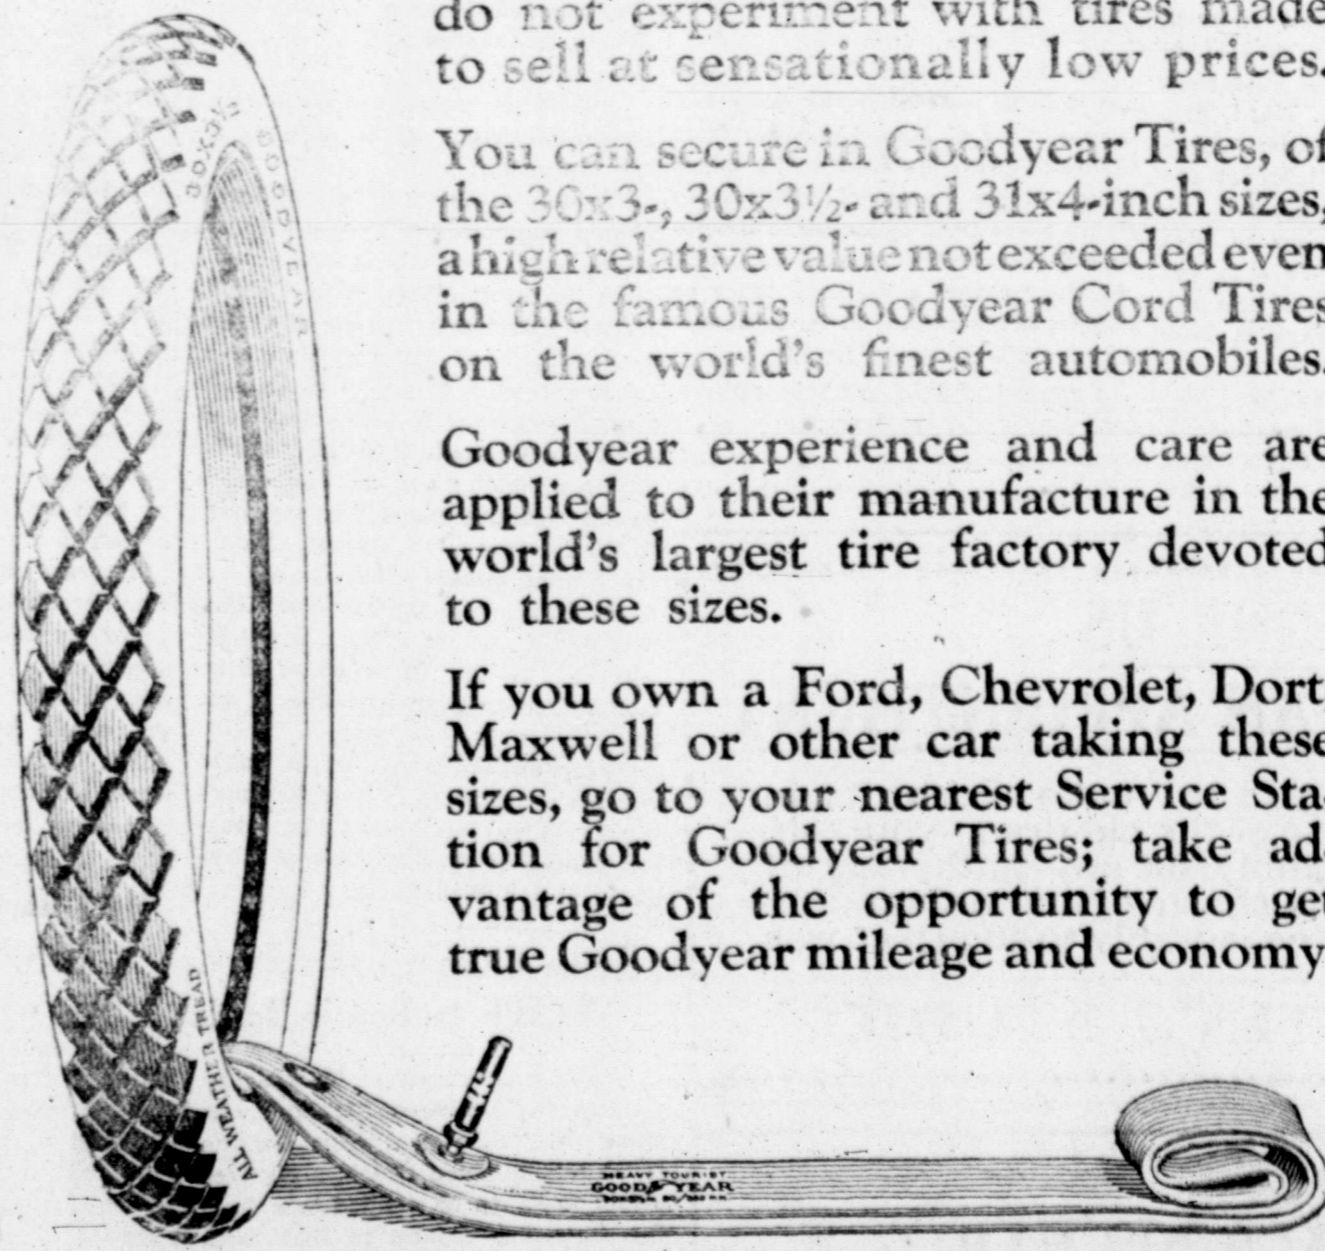 do not experiment with tires made
to sell at sensationally low prices.
You can secure in Goodyear Tires, of
the 30x3-, 30x3½- and 31x4-inch sizes,
a high relative value not exceeded even
in the famous Goodyear Cord Tires
on the world's finest automobiles.
Goodyear experience and care are
applied to their manufacture in the
world's largest tire factory devoted
to these sizes.
If you own a Ford, Chevrolet, Dort
Maxwell or other car taking these
sizes, go to your nearest Service Sta-
tion for Goodyear Tires; take ad-
vantage of the opportunity to get
true Goodyear mileage and economy
30X3½
GOODYEAR
ALL WEATHER TREAD
HEAVY TOURIST
GOODYEAR